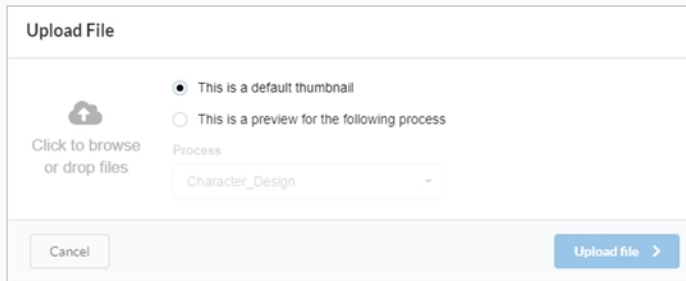 Upload File
This is a default thumbnail
This is a preview for the following process
Click to browse
or drop files
Process
Character_Design
Cancel
Upload file